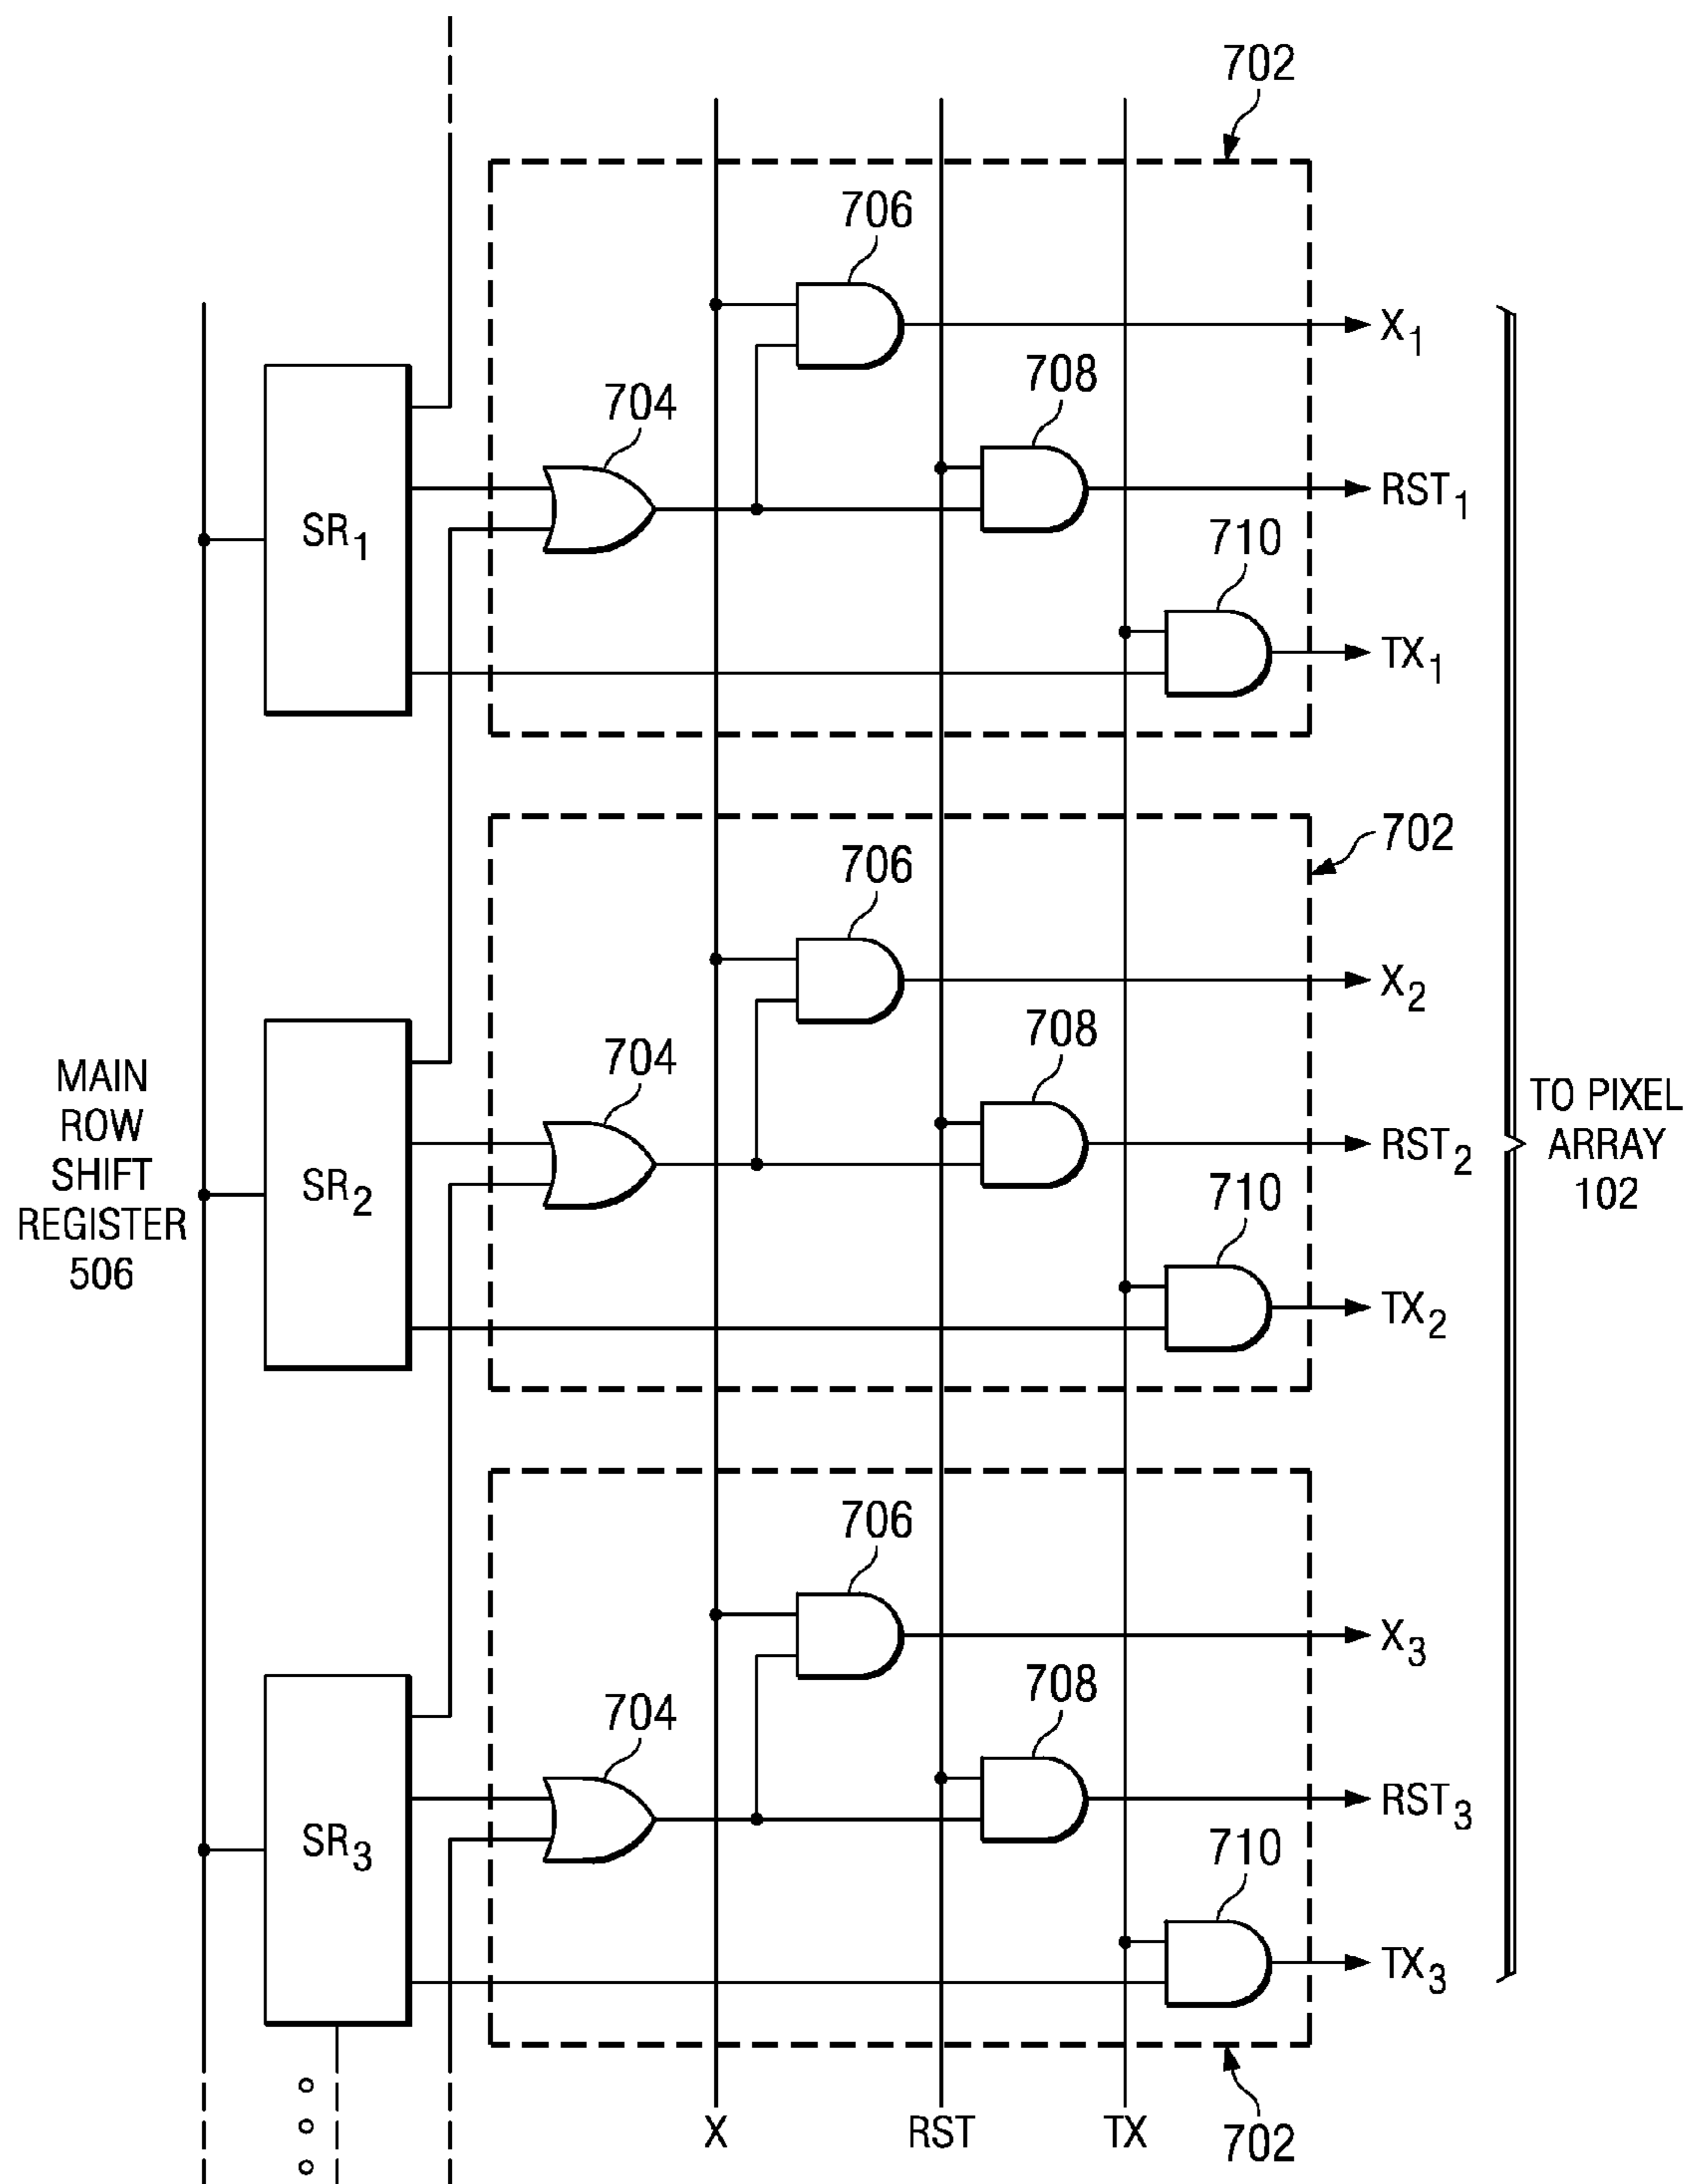 702
706
X1
708
704
RST1
SR1
710
TX1
702
706
X2
708
704
MAIN
ROW
SHIFT
REGISTER
506
TO PIXEL
ARRAY
102
RST2
SR2
710
TX2
706
X3
708
704
RST3
SR3
710
TX3
X
RST
TX
702